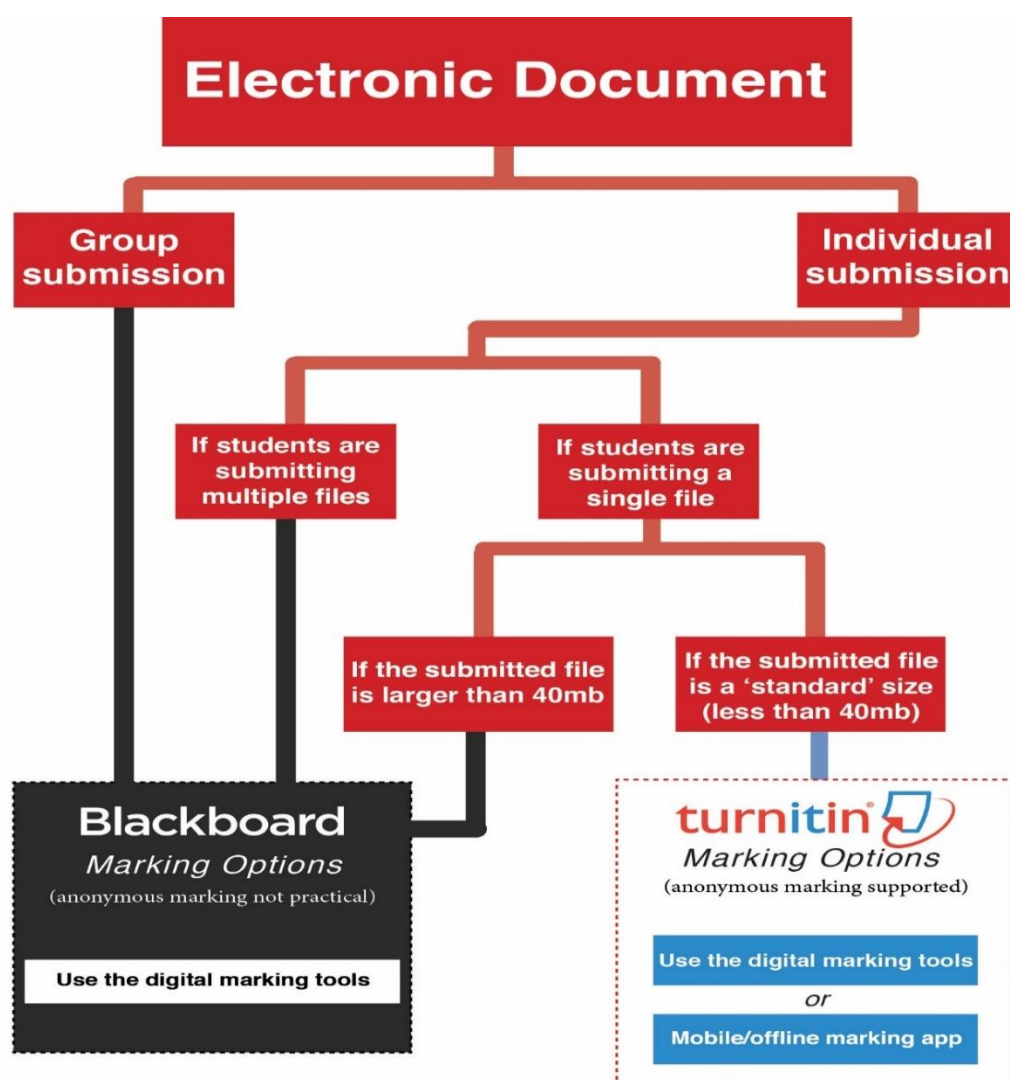 Electronic Document
Group
submission
Individual
submission
If students are
submitting
multiple files
If students are
submitting a
single file
If the submitted file
is larger than 40mb
If the submitted file
is a ‘standard’ size
(less than 40mb)
Blackboard
Marking Options
(anonymous marking not practical)
Use the digital marking tools
turnitin®
Marking Options
(anonymous marking supported)
Use the digital marking tools
or
Mobile/offline marking app